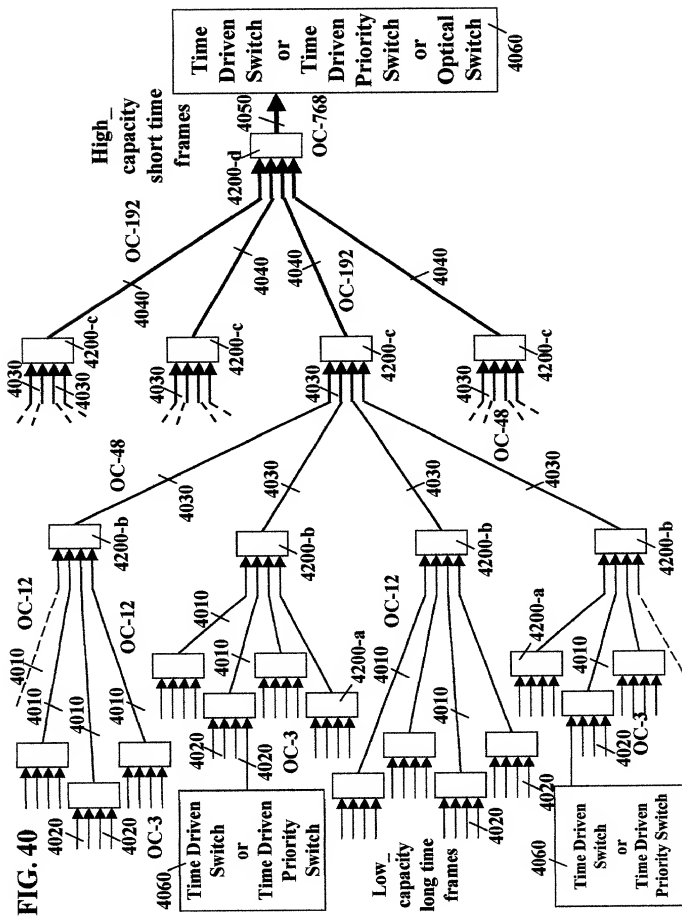 FIG. 40
High_
capacity
short time
frames
Time
Driven
Switch
or
Time
Driven
Priority
Switch
or
Optical
Switch
4060
4050
OC-768
4200-d
OC-192
4040
4040
4040
OC-192
4040
4030
4030
4200-c
4030
4200-c
4030
4200-c
4030
4200-c
OC-48
OC-48
4030
4030
4030
4030
4200-b
4200-b
4200-b
4200-b
OC-12
4010
4010
4010
OC-12
4010
4020
4020
OC-3
4010
4010
4200-a
4020
4020
OC-3
4060
Time Driven
Switch
or
Time Driven
Priority
Switch
OC-12
4010
4010
4020
4020
Low_
capacity
long time
frames
4200-a
4010
4020
OC-3
4060
Time Driven
Switch
or
Time Driven
Priority Switch